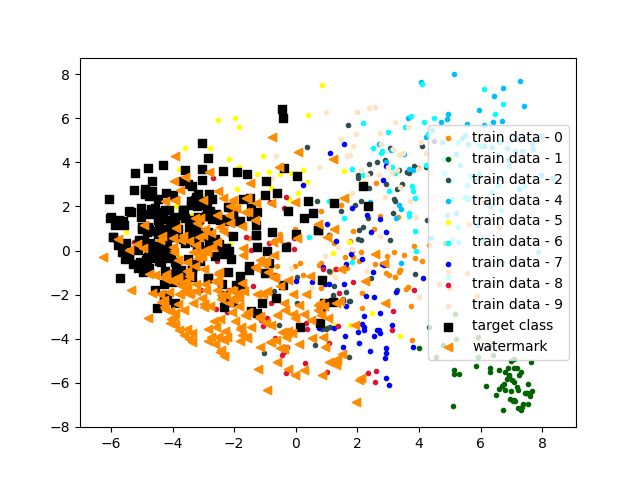 8
6
4
2
0
−2
−4
−6
−8
−6
−4
−2
0
2
4
6
8
train data - 0
train data - 1
train data - 2
train data - 4
train data - 5
train data - 6
train data - 7
train data - 8
train data - 9
target class
watermark